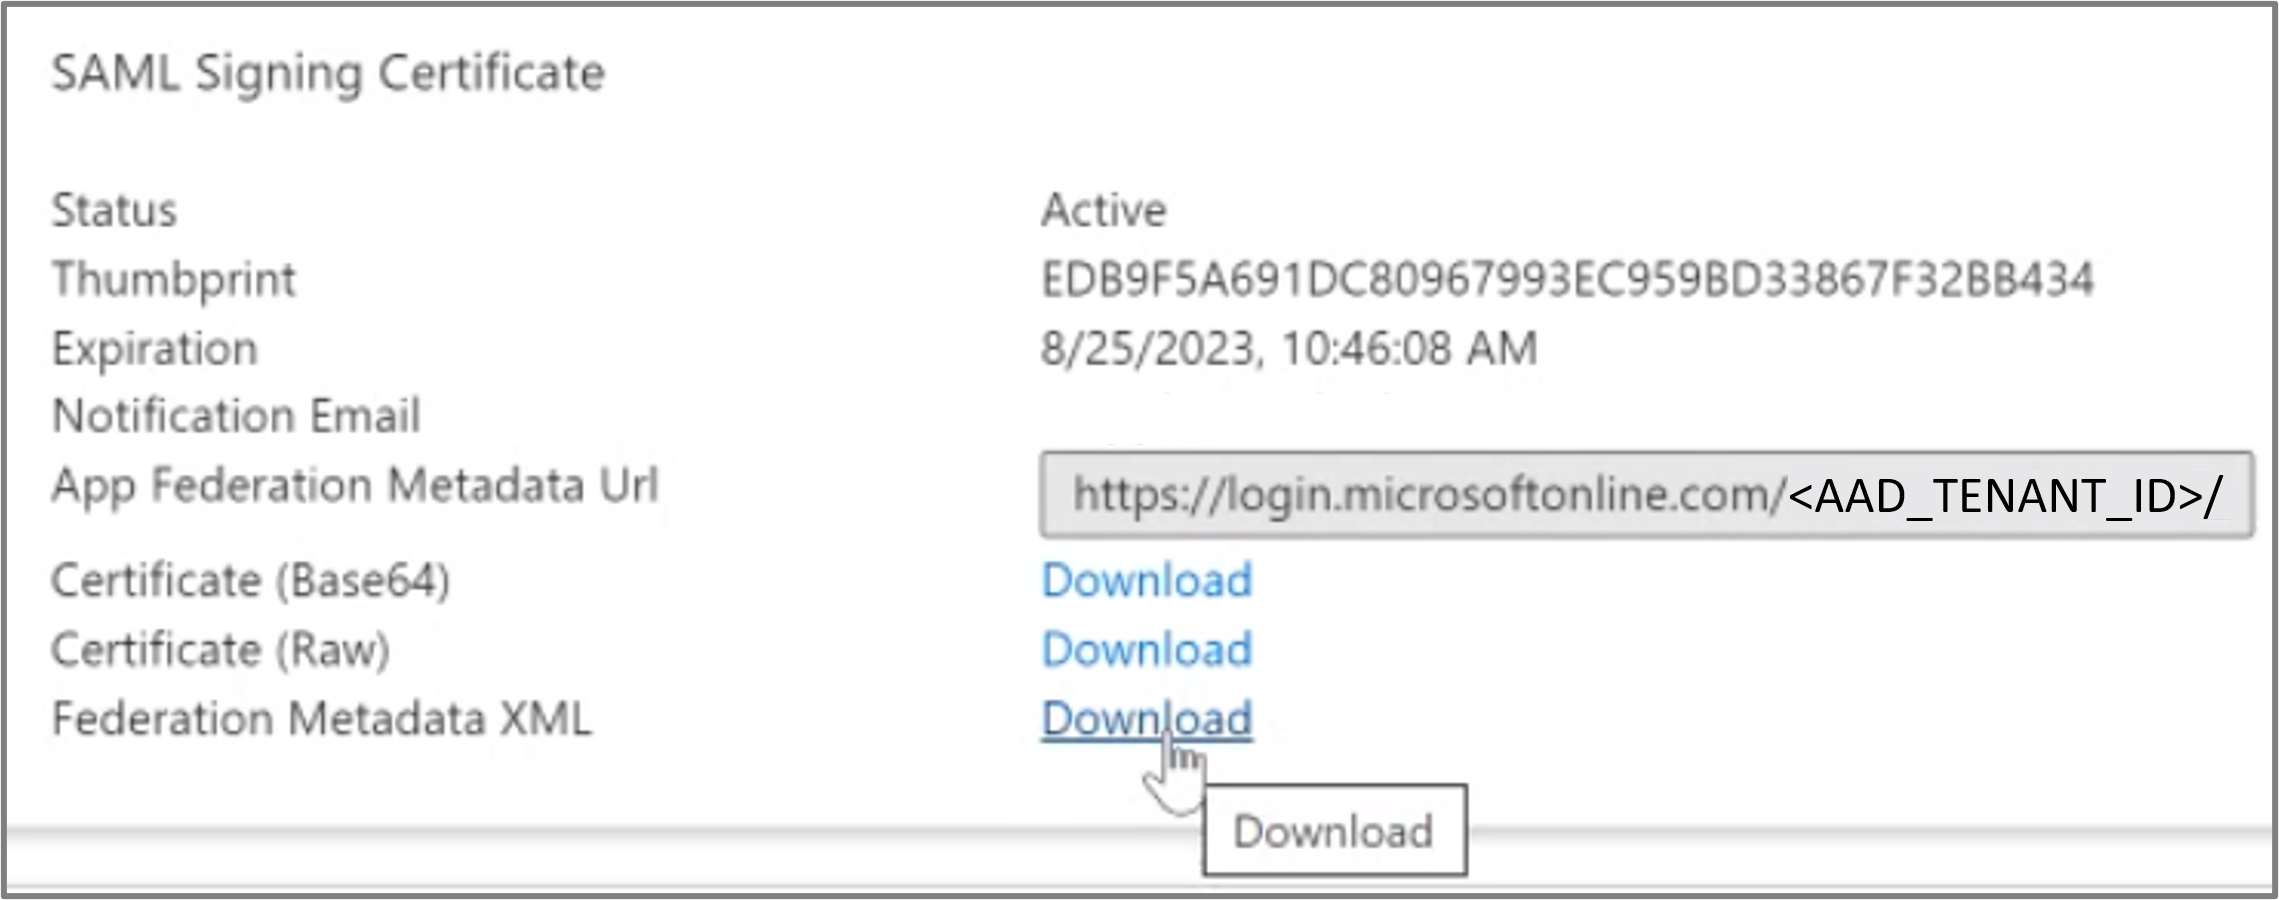 SAML Signing Certificate
Status Active
Thumbprint EDB9F5A691DC80967993EC959BD33867F32BB434
Expiration 8/25/2023, 10:46:08 AM
Notification Email
App Federation Metadata Url https://login.microsoftonline.com/<AAD_TENANT_ID>/
Certificate (Base64) Download
Certificate (Raw) Download
Federation Metadata XML Download
Download